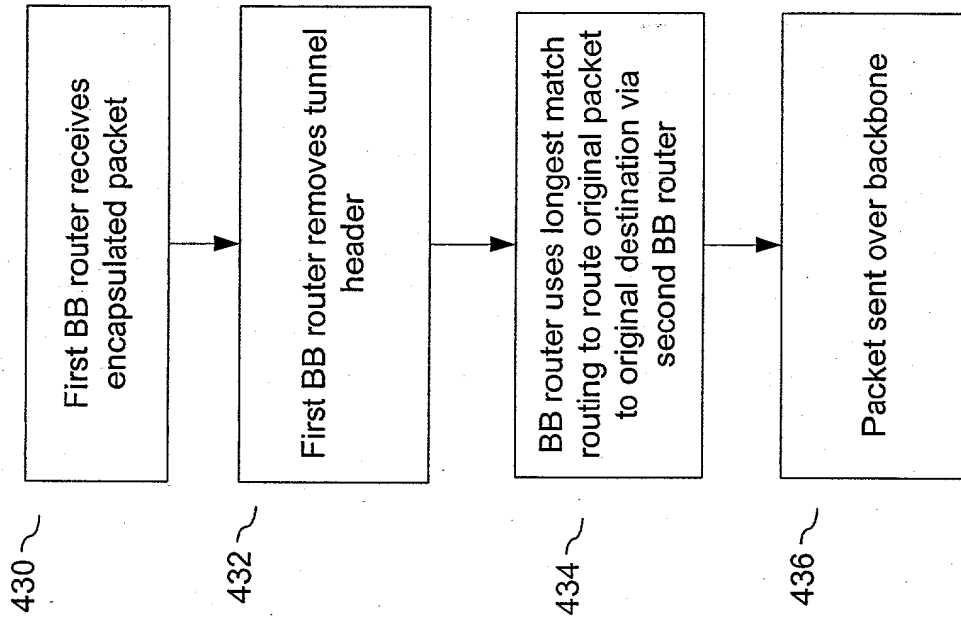 430
First BB router receives
encapsulated packet
432
First BB router removes tunnel
header
434
BB router uses longest match
routing to route original packet
to original destination via
second BB router
436
Packet sent over backbone